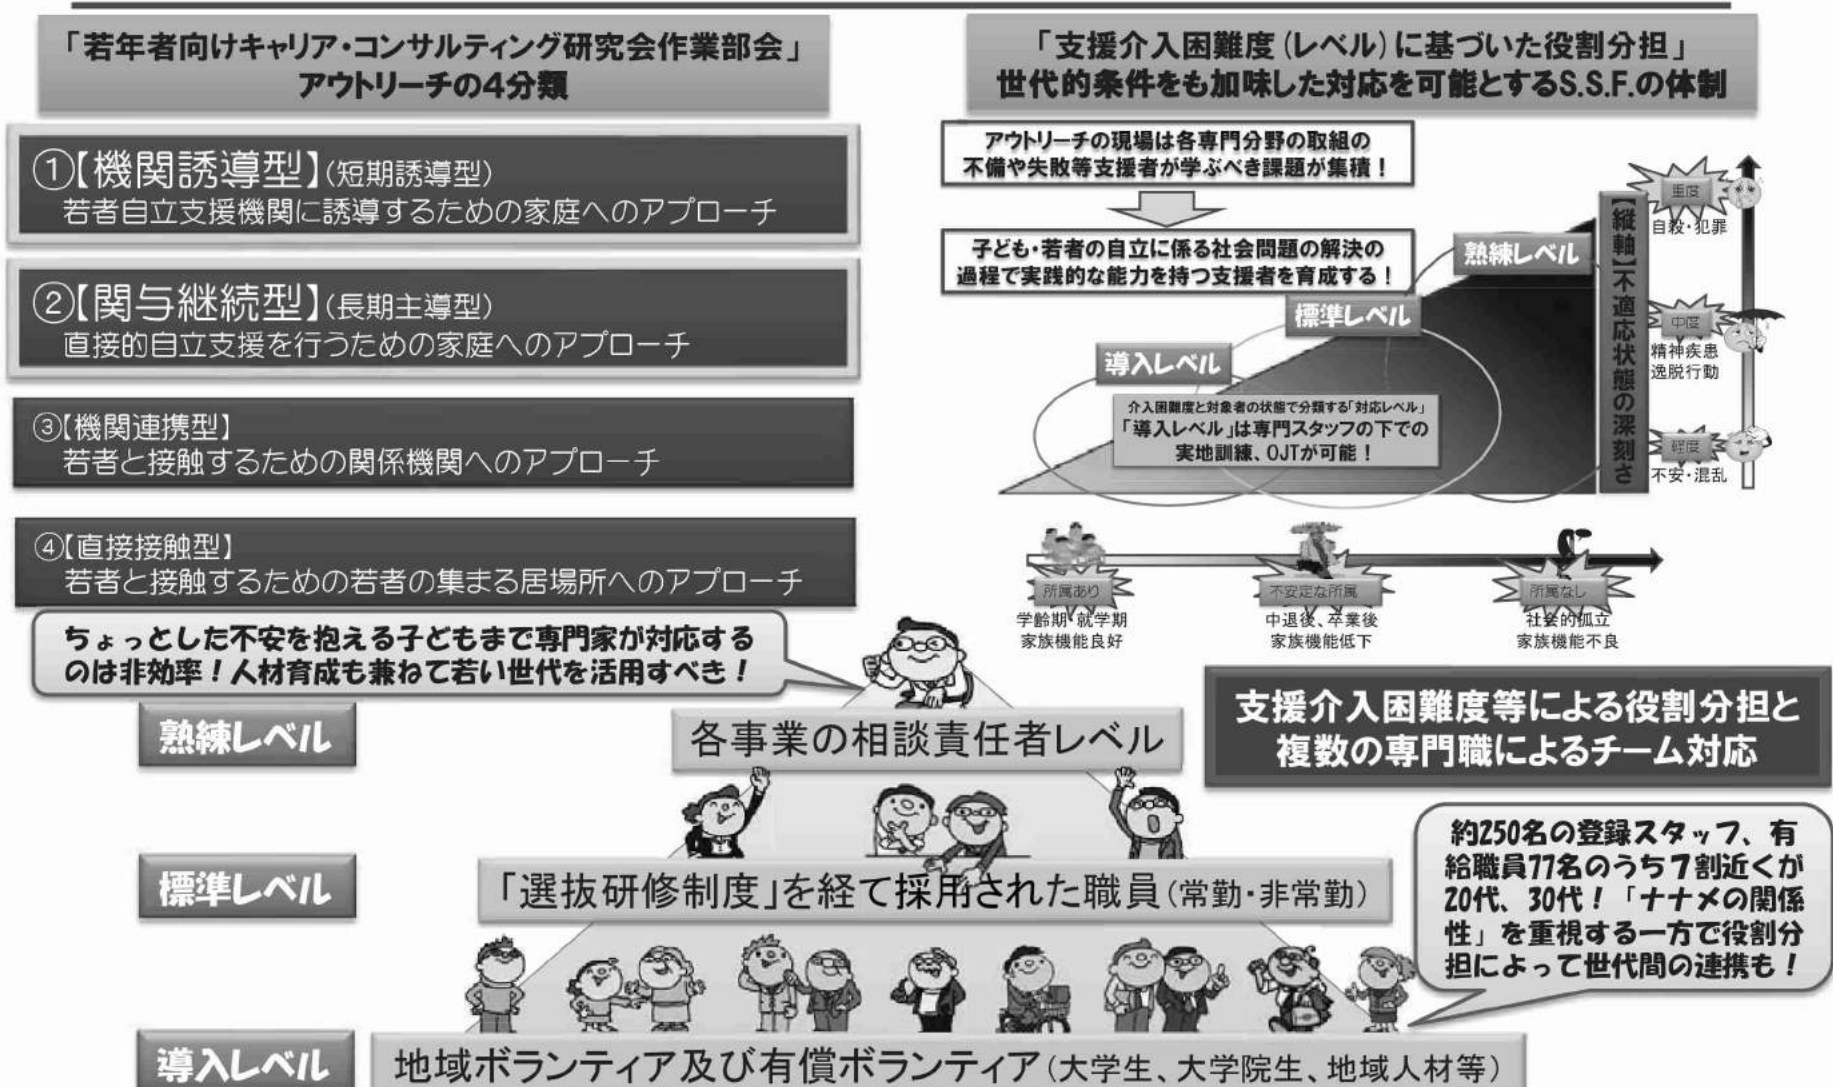 「若年者向けキャリア・コンサルティング研究会作業部会」
アウトリーチの4分類
①【機関誘導型】(短期誘導型)
若者自立支援機関に誘導するための家庭へのアプローチ
②【関与継続型】(長期主導型)
直接的自立支援を行うための家庭へのアプローチ
③【機関連携型】
若者と接触するための関係機関へのアプローチ
④【直接接触型】
若者と接触するための若者の集まる居場所へのアプローチ
「支援介入困難度(レベル)に基づいた役割分担」
世代的条件をも加味した対応を可能とするS.S.F.の体制
アウトリーチの現場は各専門分野の取組の
不備や失敗等支援者が学ぶべき課題が集積！
子ども・若者の自立に係る社会問題の解決の
過程で実践的な能力を持つ支援者を育成する！
熟練レベル
標準レベル
導入レベル
介入困難度と対象者の状態で分類する「対応レベル」
「導入レベル」は専門スタッフの下での
実地訓練、OJTが可能！
【縦軸】不適応状態の深刻さ
重度
自殺・犯罪
中度
精神疾患
逸脱行動
軽度
不安・混乱
所属あり
学齢期・就学期
家族機能良好
不安定な所属
中退後、卒業後
家族機能低下
所属なし
社会的孤立
家族機能不良
ちょっとした不安を抱える子どもまで専門家が対応する
のは非効率！人材育成も兼ねて若い世代を活用すべき！
支援介入困難度等による役割分担と
複数の専門職によるチーム対応
熟練レベル
各事業の相談責任者レベル
標準レベル
「選抜研修制度」を経て採用された職員(常勤・非常勤)
約250名の登録スタッフ、有
給職員77名のうち7割近くが
20代、30代！「ナナメの関係
性」を重視する一方で役割分
担によって世代間の連携も！
導入レベル
地域ボランティア及び有償ボランティア(大学生、大学院生、地域人材等)